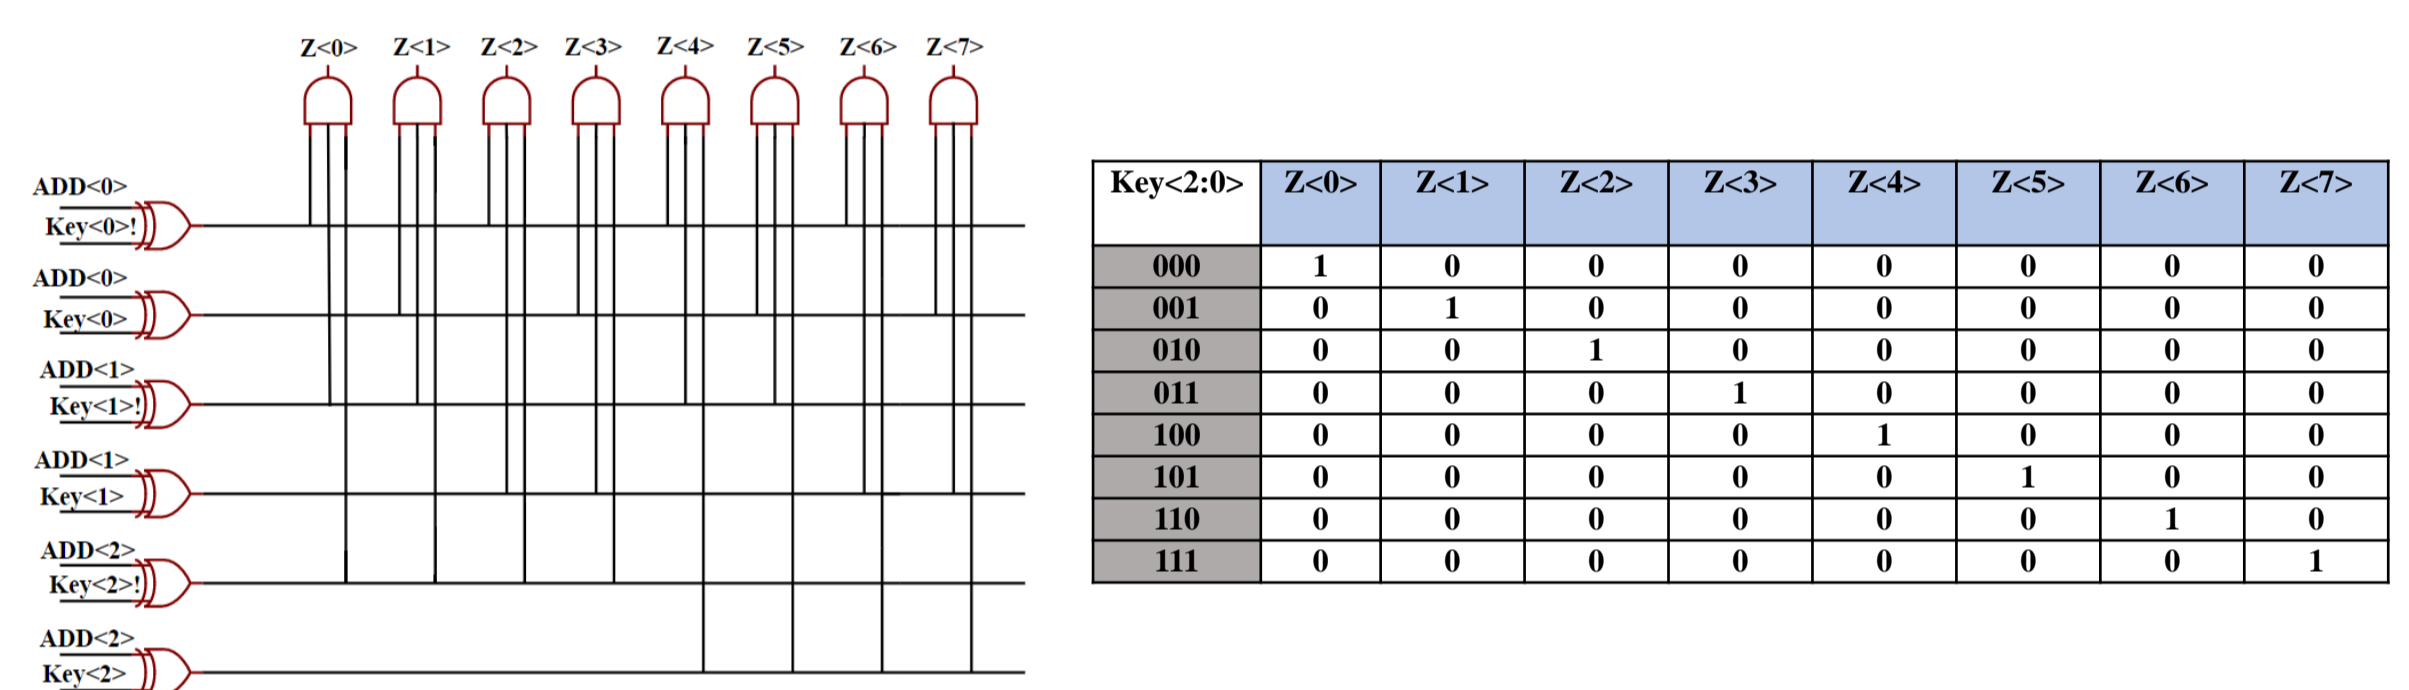 Z<0> Z<1> Z<2> Z<3> Z<4> Z<5> Z<6> Z<7>
ADD<0>
Key<0>!
ADD<0>
Key<0>
ADD<1>
Key<1>!
ADD<1>
Key<1>
ADD<2>
Key<2>!
ADD<2>
Key<2>
Key<2:0> Z<0> Z<1> Z<2> Z<3> Z<4> Z<5> Z<6> Z<7>
000 1 0 0 0 0 0 0 0
001 0 1 0 0 0 0 0 0
010 0 0 1 0 0 0 0 0
011 0 0 0 1 0 0 0 0
100 0 0 0 0 1 0 0 0
101 0 0 0 0 0 1 0 0
110 0 0 0 0 0 0 1 0
111 0 0 0 0 0 0 0 1